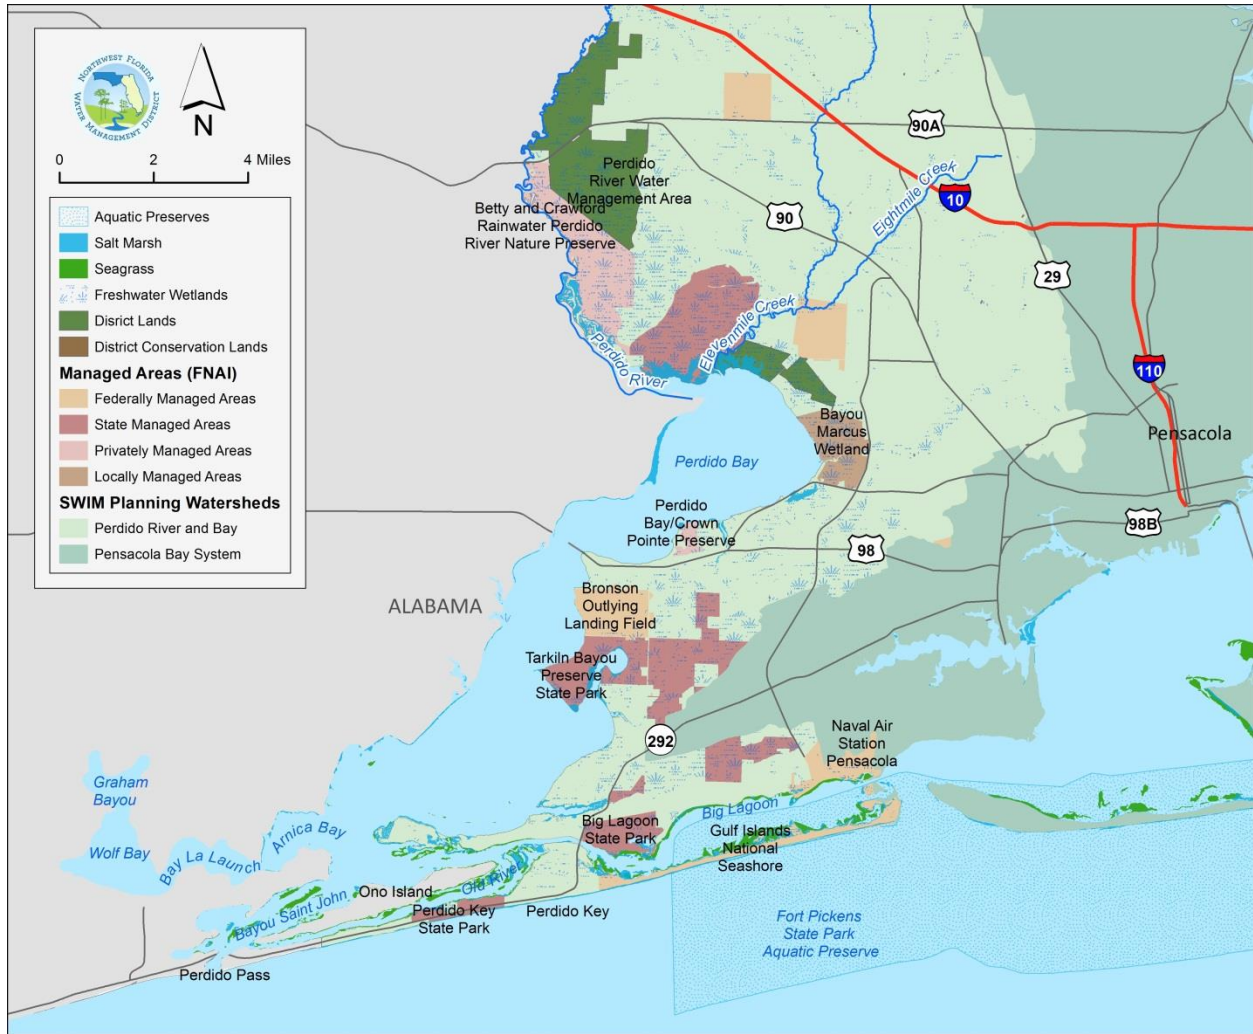 NORTHWEST FLORIDA
WATER MANAGEMENT DISTRICT
N
0 2 4 Miles
Aquatic Preserves
Salt Marsh
Seagrass
Freshwater Wetlands
District Lands
District Conservation Lands
Managed Areas (FNAI)
Federally Managed Areas
State Managed Areas
Privately Managed Areas
Locally Managed Areas
SWIM Planning Watersheds
Perdido River and Bay
Pensacola Bay System
90A
Perdido
River Water
Management Area
Eightmile Creek
10
Betty and Crawford
Rainwater Perdido
River Nature Preserve
90
29
Elevenmile Creek
Perdido River
110
Pensacola
Bayou
Marcus
Wetland
Perdido Bay
Perdido
Bay/Crown
Pointe Preserve
98B
98
ALABAMA
Bronson
Outlying
Landing Field
Tarkiln Bayou
Preserve
State Park
292
Naval Air
Station
Pensacola
Graham
Bayou
Big Lagoon
Big Lagoon
State Park
Gulf Islands
National
Seashore
Arnica Bay
Wolf Bay
Bay La Launch
Old River
Ono Island
Bayou Saint John
Perdido Key
State Park
Perdido Key
Fort Pickens
State Park
Aquatic Preserve
Perdido Pass